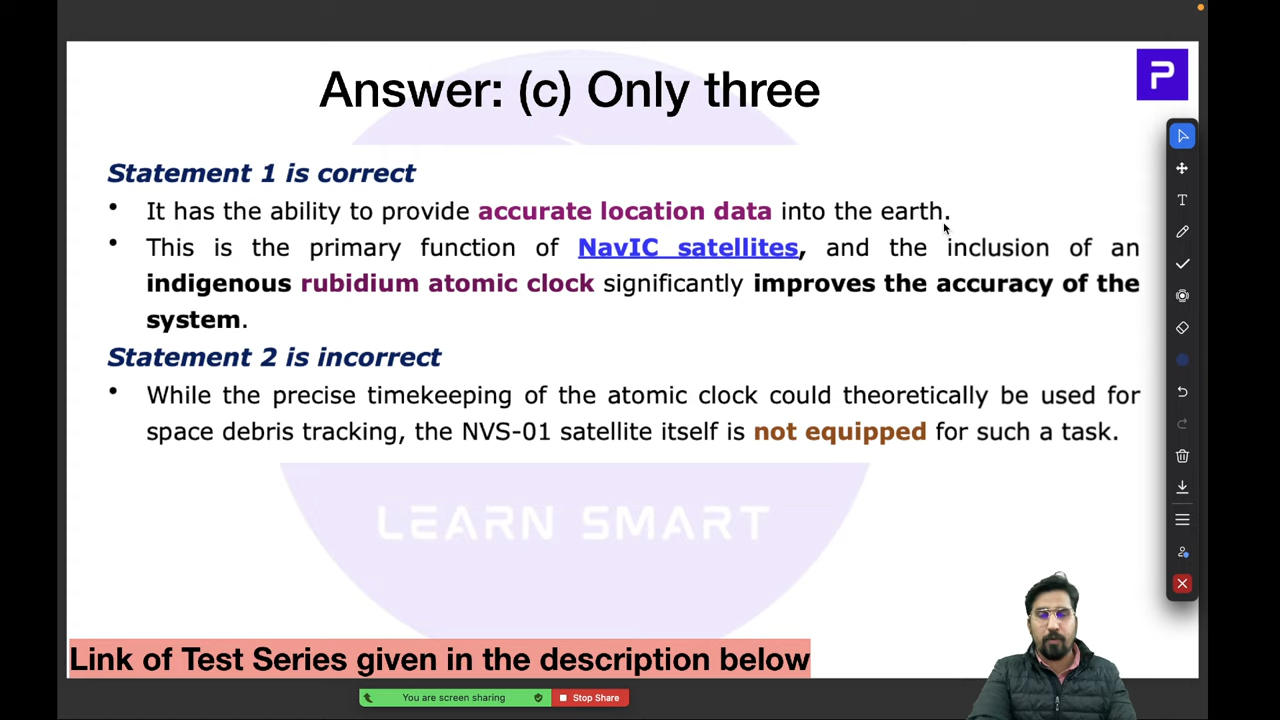 Answer: (c) Only three
P
Statement 1 is correct
• It has the ability to provide accurate location data into the earth.
• This is the primary function of NavIC satellites, and the inclusion of an
indigenous rubidium atomic clock significantly improves the accuracy of the
system.
Statement 2 is incorrect
• While the precise timekeeping of the atomic clock could theoretically be used for
space debris tracking, the NVS-01 satellite itself is not equipped for such a task.
LEARN SMART
Link of Test Series given in the description below
You are screen sharing
Stop Share
T